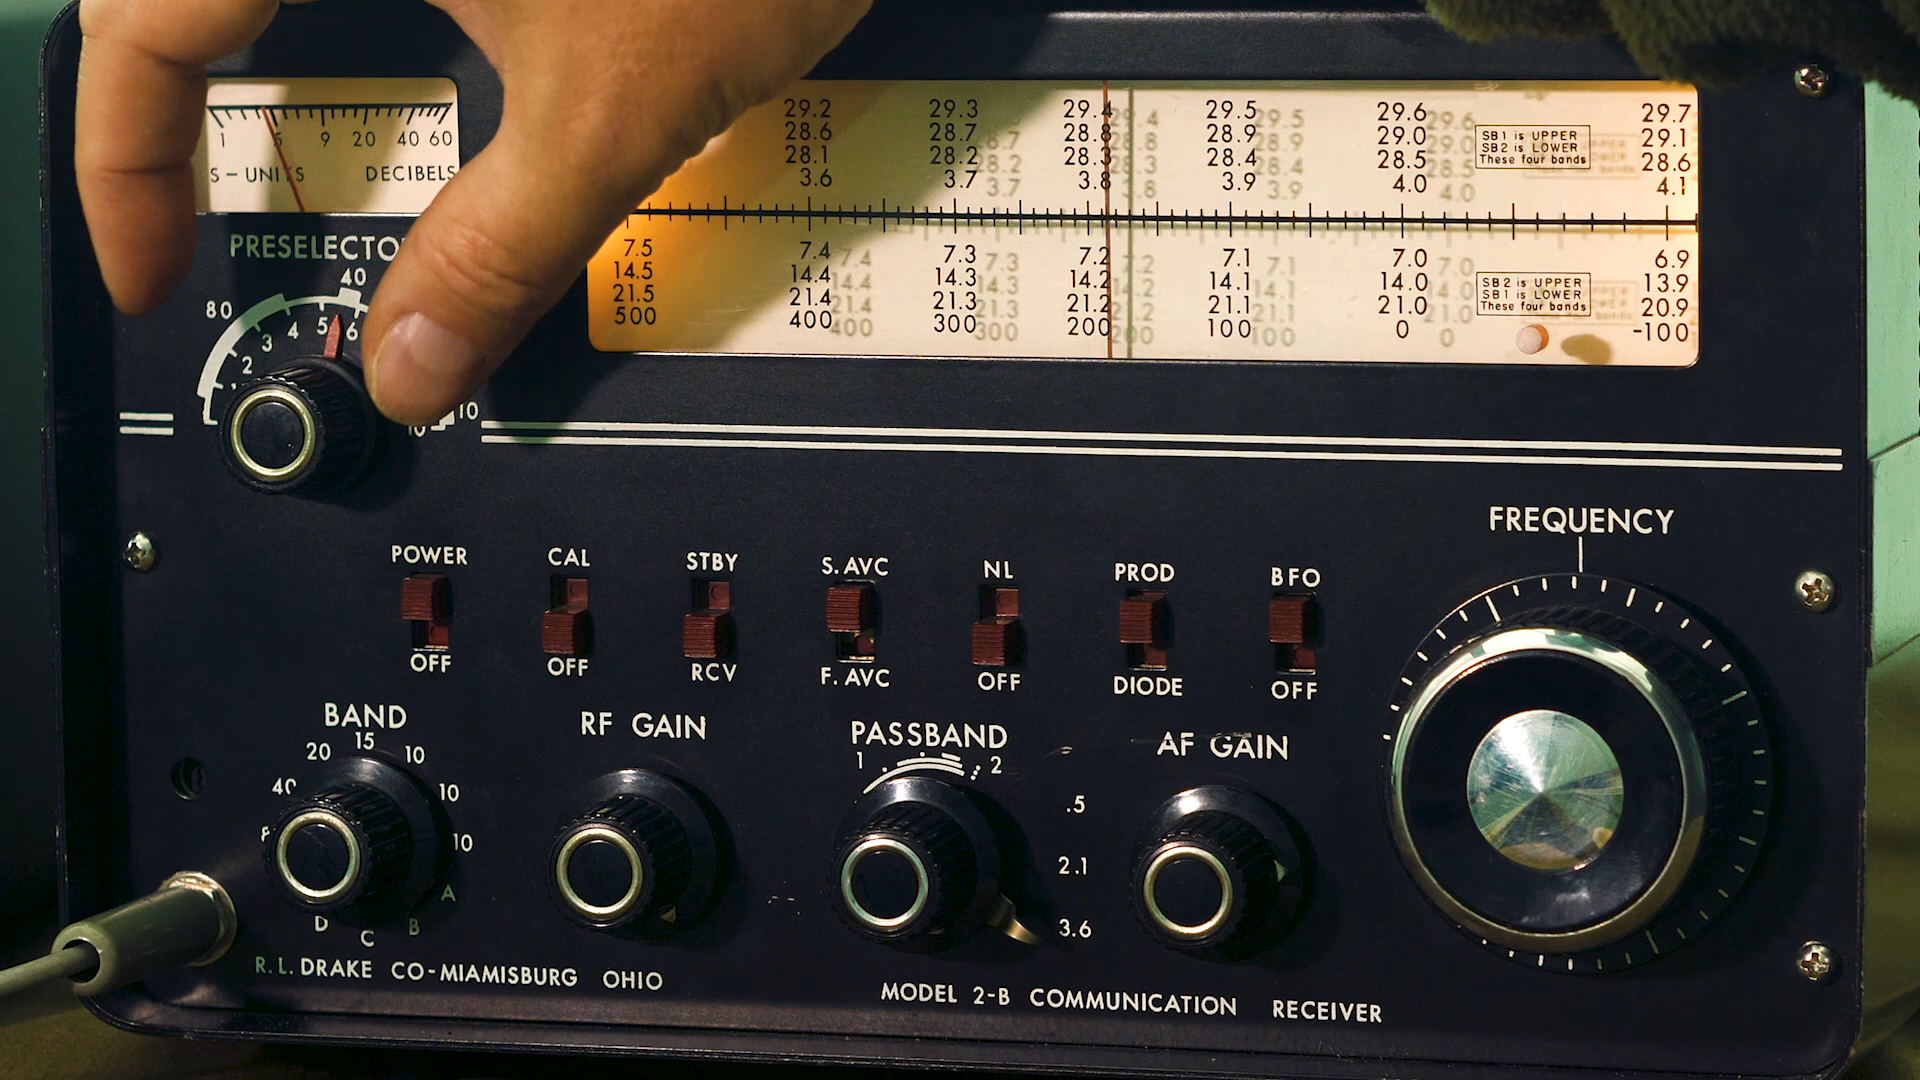 29.2 29.3 29.4 29.5 29.6 29.7
28.6 28.7 28.8 28.9 29.0 29.1
28.1 28.2 28.3 28.4 28.5 28.6
3.6 3.7 3.8 3.9 4.0 4.1
SB1 is UPPER
SB2 is LOWER
These four bands
1 5 9 20 40 60
S-UNITS DECIBELS
7.5 7.4 7.3 7.2 7.1 7.0 6.9
14.5 14.4 14.3 14.2 14.1 14.0 13.9
21.5 21.4 21.3 21.2 21.1 21.0 20.9
500 400 300 200 100 0 -100
SB2 is UPPER
SB1 is LOWER
These four bands
40
80
2 3 4 5 6
10 10
FREQUENCY
POWER CAL STBY S.AVC NL PROD BFO
OFF OFF RCV F.AVC OFF DIODE OFF
BAND RF GAIN PASSBAND AF GAIN
20 15 10
10
10
A
B
C
D
1 2
.5
2.1
3.6
R.L.DRAKE CO-MIAMISBURG OHIO
MODEL 2-B COMMUNICATION RECEIVER